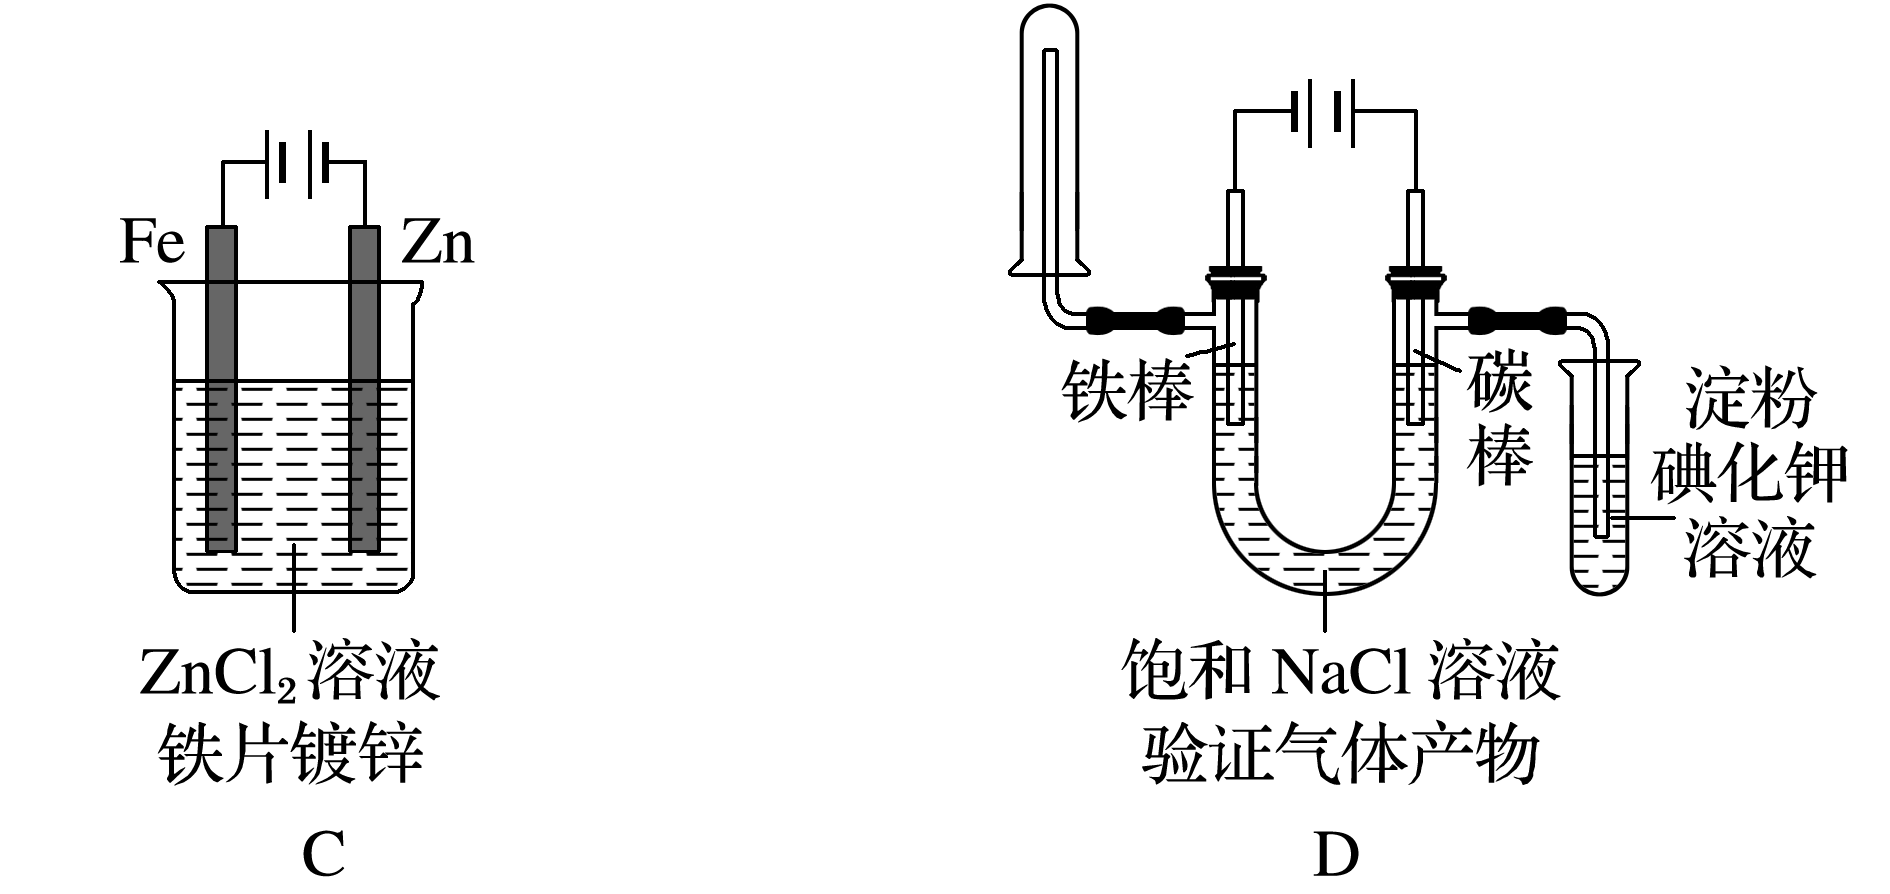 Fe
Zn
ZnCl₂溶液
铁片镀锌
C
铁棒
碳
棒
淀粉
碘化钾
溶液
饱和 NaCl 溶液
验证气体产物
D